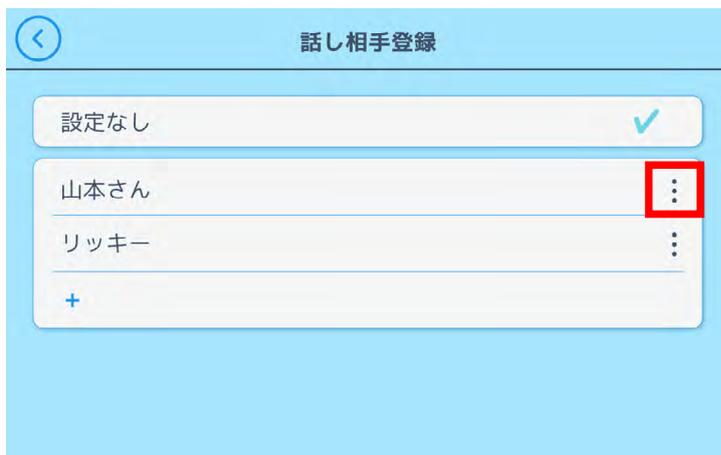 話し相手登録
設定なし
山本さん
リッキー
+